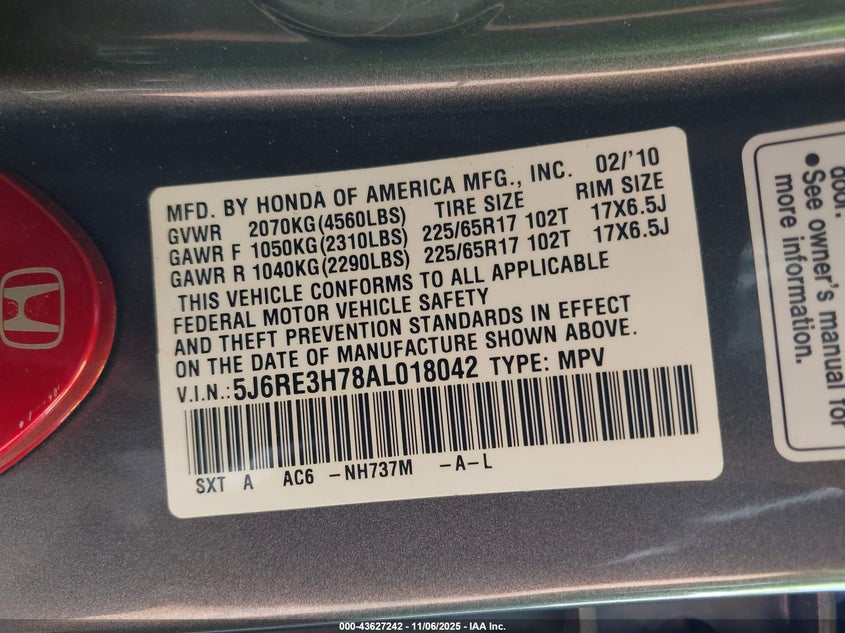 MFD. BY HONDA OF AMERICA MFG., INC. 02/'10
GVWR 2070KG(4560LBS) TIRE SIZE RIM SIZE
GAWR F 1050KG(2310LBS) 225/65R17 102T 17X6.5J
GAWR R 1040KG(2290LBS) 225/65R17 102T 17X6.5J
THIS VEHICLE CONFORMS TO ALL APPLICABLE
FEDERAL MOTOR VEHICLE SAFETY
AND THEFT PREVENTION STANDARDS IN EFFECT
ON THE DATE OF MANUFACTURE SHOWN ABOVE.
V.I.N.:5J6RE3H78AL018042 TYPE: MPV
SXT A AC6 -NH737M -A-L
door.
•See owner's manual for
more information.
000-43627242 - 11/06/2025 - IAA Inc.